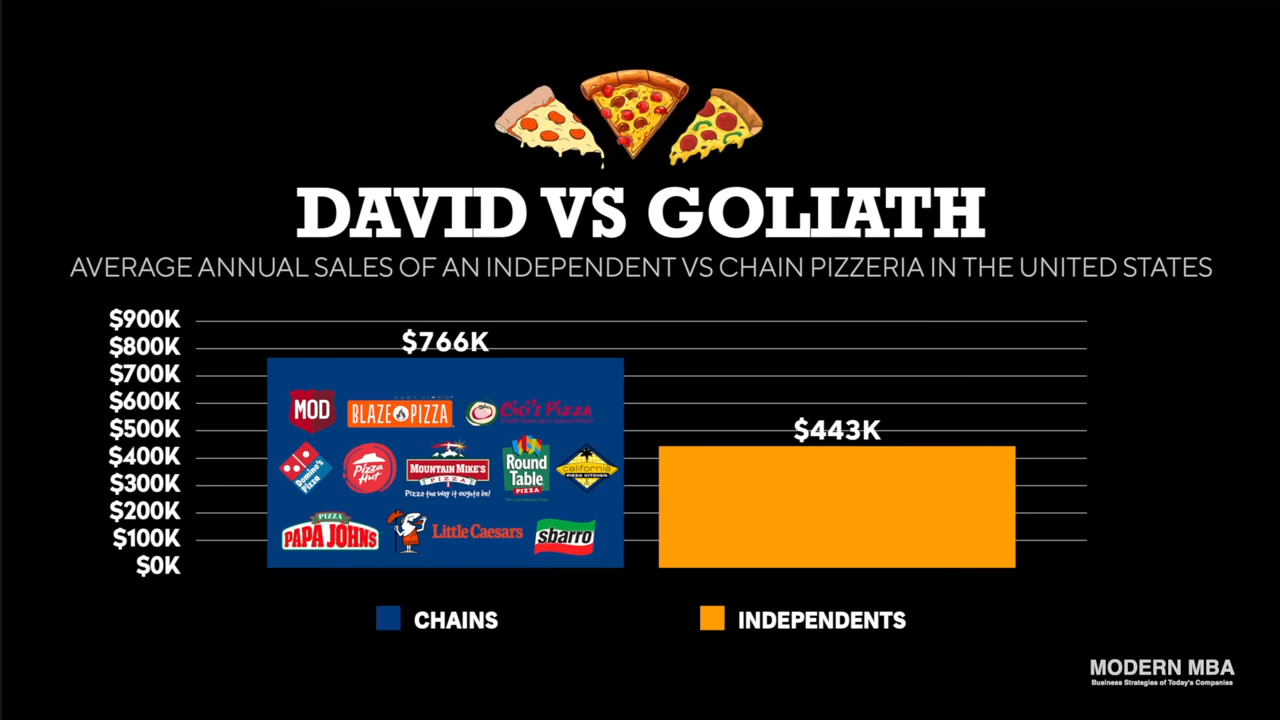 DAVID VS GOLIATH
AVERAGE ANNUAL SALES OF AN INDEPENDENT VS CHAIN PIZZERIA IN THE UNITED STATES
$900K
$800K
$700K
$600K
$500K
$400K
$300K
$200K
$100K
$0K
$766K
MOD
BLAZE PIZZA
CiCi's Pizza
Domino's
Pizza
Pizza
Hut
MOUNTAIN MIKE'S
PIZZA
Pizza the way it oughta be!
Round
Table
PIZZA
california
PIZZA KITCHEN
PIZZA
PAPA JOHNS
Little Caesars
sbarro
$443K
CHAINS
INDEPENDENTS
MODERN MBA
Business Strategies of Today's Companies